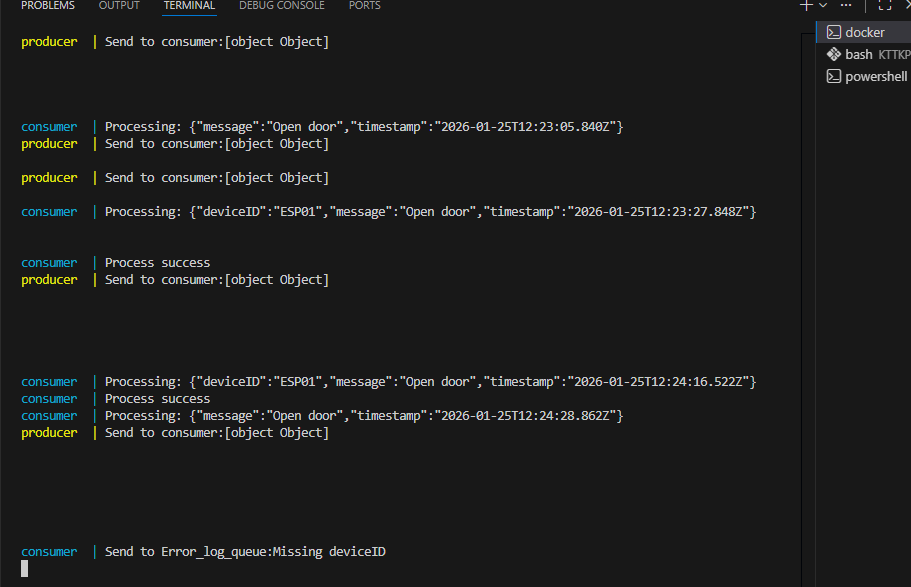 PROBLEMS OUTPUT TERMINAL DEBUG CONSOLE PORTS
docker
bash KTTKP
powershell
producer | Send to consumer:[object Object]
consumer | Processing: {"message":"Open door","timestamp":"2026-01-25T12:23:05.840Z"}
producer | Send to consumer:[object Object]
producer | Send to consumer:[object Object]
consumer | Processing: {"deviceID":"ESP01","message":"Open door","timestamp":"2026-01-25T12:23:27.848Z"}
consumer | Process success
producer | Send to consumer:[object Object]
consumer | Processing: {"deviceID":"ESP01","message":"Open door","timestamp":"2026-01-25T12:24:16.522Z"}
consumer | Process success
consumer | Processing: {"message":"Open door","timestamp":"2026-01-25T12:24:28.862Z"}
producer | Send to consumer:[object Object]
consumer | Send to Error_log_queue:Missing deviceID